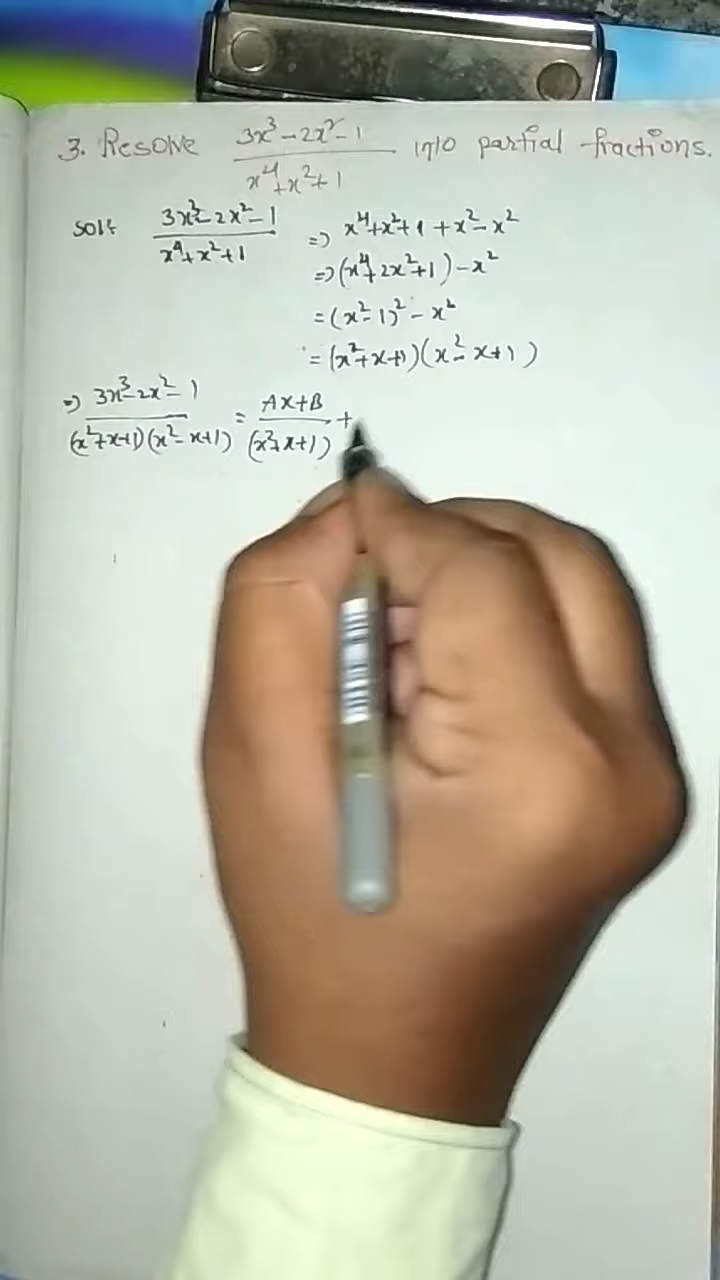 3. Resolve (3x³-2x²-1)/(x⁴+x²+1) into partial fractions.
Sol: (3x³-2x²-1)/(x⁴+x²+1) => x⁴+x²+1+x²-x²
=> (x⁴+2x²+1)-x²
= (x²-1)²-x²
= (x²+x+1)(x²-x+1)
=> (3x³-2x²-1)/((x²+x+1)(x²-x+1)) = (Ax+B)/(x²+x+1) +